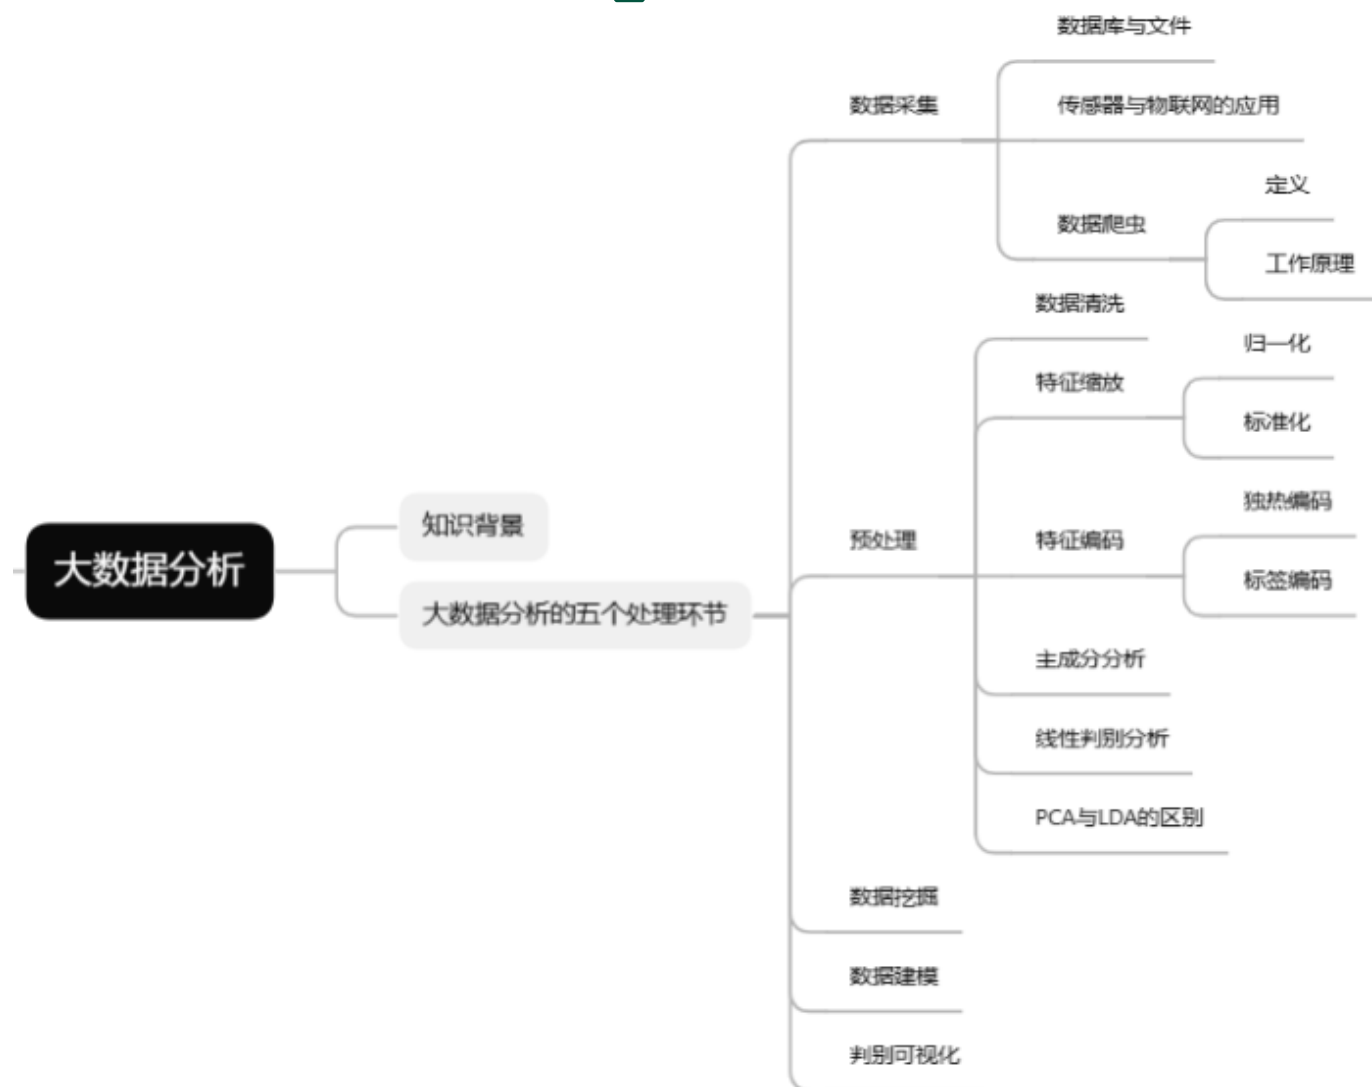 大数据分析
知识背景
大数据分析的五个处理环节
数据采集
数据库与文件
传感器与物联网的应用
数据爬虫
定义
工作原理
预处理
数据清洗
特征缩放
归一化
标准化
特征编码
独热编码
标签编码
主成分分析
线性判别分析
PCA与LDA的区别
数据挖掘
数据建模
判别可视化